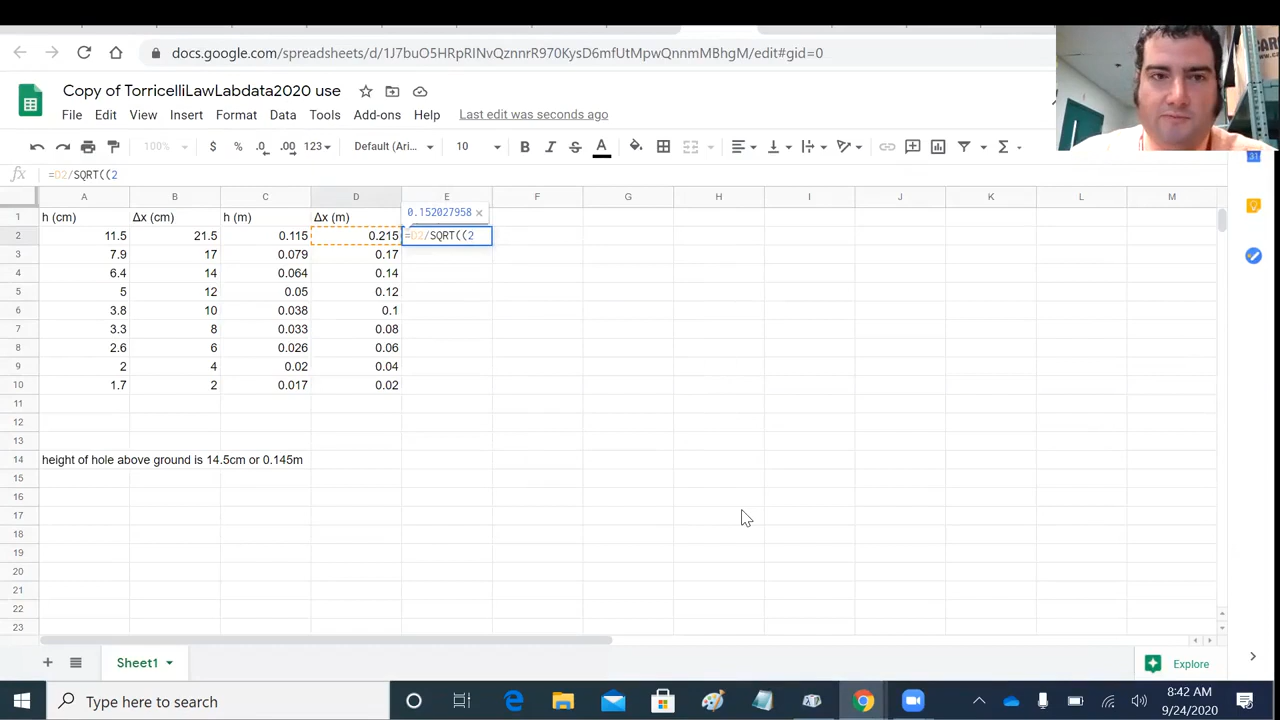 docs.google.com/spreadsheets/d/1J7buO5HRpRINvQznnrR970KysD6mfUtMpwQnnmMBhgM/edit#gid=0
Copy of TorricelliLawLabdata2020 use
File Edit View Insert Format Data Tools Add-ons Help Last edit was seconds ago
100% $ % .0 .00 123 Default (Ari... 10 B I S A
fx =D2/SQRT((2
A B C D E F G H I J K L M
1 h (cm) Δx (cm) h (m) Δx (m) 0.152027958 ×
2 11.5 21.5 0.115 0.215 =D2/SQRT((2
3 7.9 17 0.079 0.17
4 6.4 14 0.064 0.14
5 5 12 0.05 0.12
6 3.8 10 0.038 0.1
7 3.3 8 0.033 0.08
8 2.6 6 0.026 0.06
9 2 4 0.02 0.04
10 1.7 2 0.017 0.02
11
12
13
14 height of hole above ground is 14.5cm or 0.145m
15
16
17
18
19
20
21
22
23
Sheet1 Explore
Type here to search 8:42 AM
9/24/2020